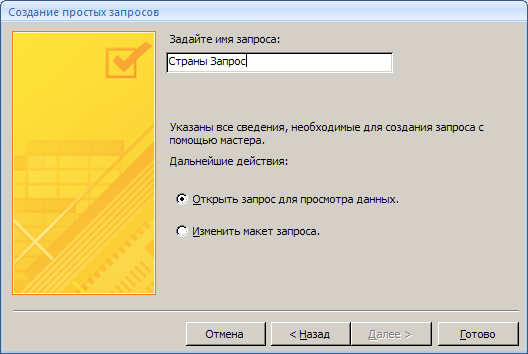 Создание простых запросов
Задайте имя запроса:
Страны Запрос
Указаны все сведения, необходимые для создания запроса с
помощью мастера.
Дальнейшие действия:
Открыть запрос для просмотра данных.
Изменить макет запроса.
Отмена < Назад Далее > Готово